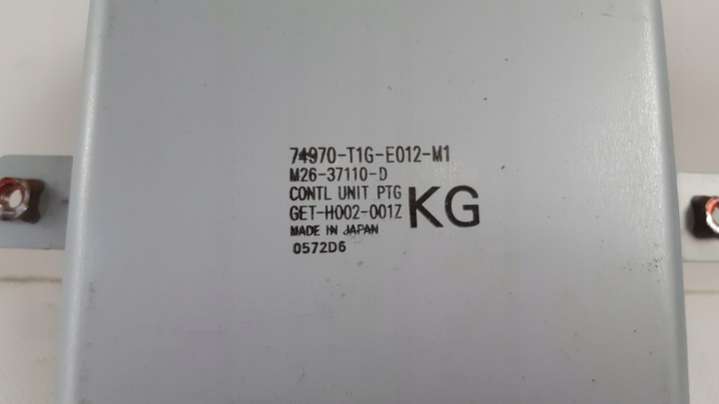 74970-T1G-E012-M1
M26-37110-D
CONTL UNIT PTG
GET-H002-001Z
KG
MADE IN JAPAN
0572D6